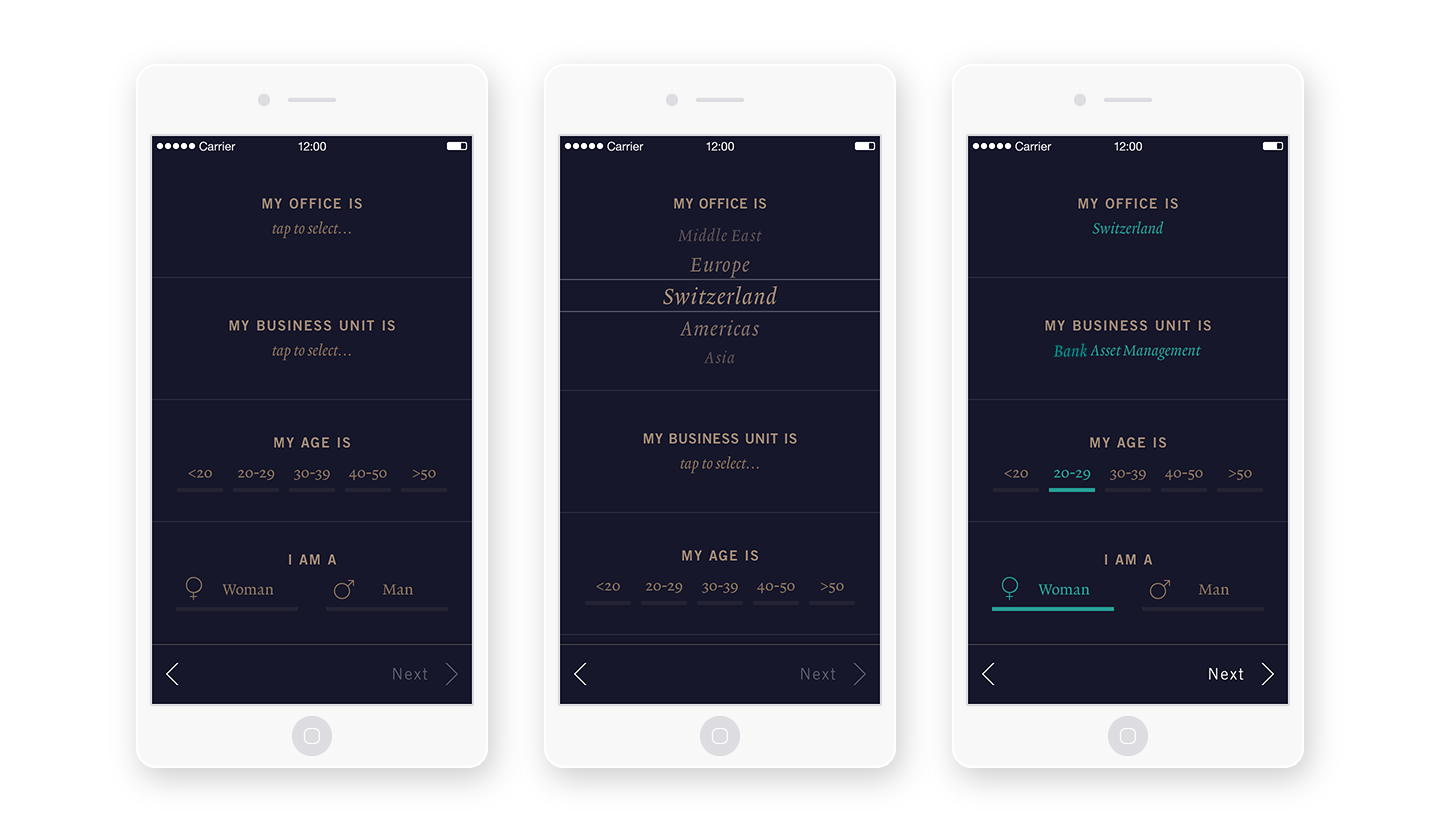 Carrier 12:00
MY OFFICE IS
tap to select...
MY BUSINESS UNIT IS
tap to select...
MY AGE IS
<20 20-29 30-39 40-50 >50
I AM A
Woman Man
Next
Carrier 12:00
MY OFFICE IS
Middle East
Europe
Switzerland
Americas
Asia
MY BUSINESS UNIT IS
tap to select...
MY AGE IS
<20 20-29 30-39 40-50 >50
Next
Carrier 12:00
MY OFFICE IS
Switzerland
MY BUSINESS UNIT IS
Bank Asset Management
MY AGE IS
<20 20-29 30-39 40-50 >50
I AM A
Woman Man
Next